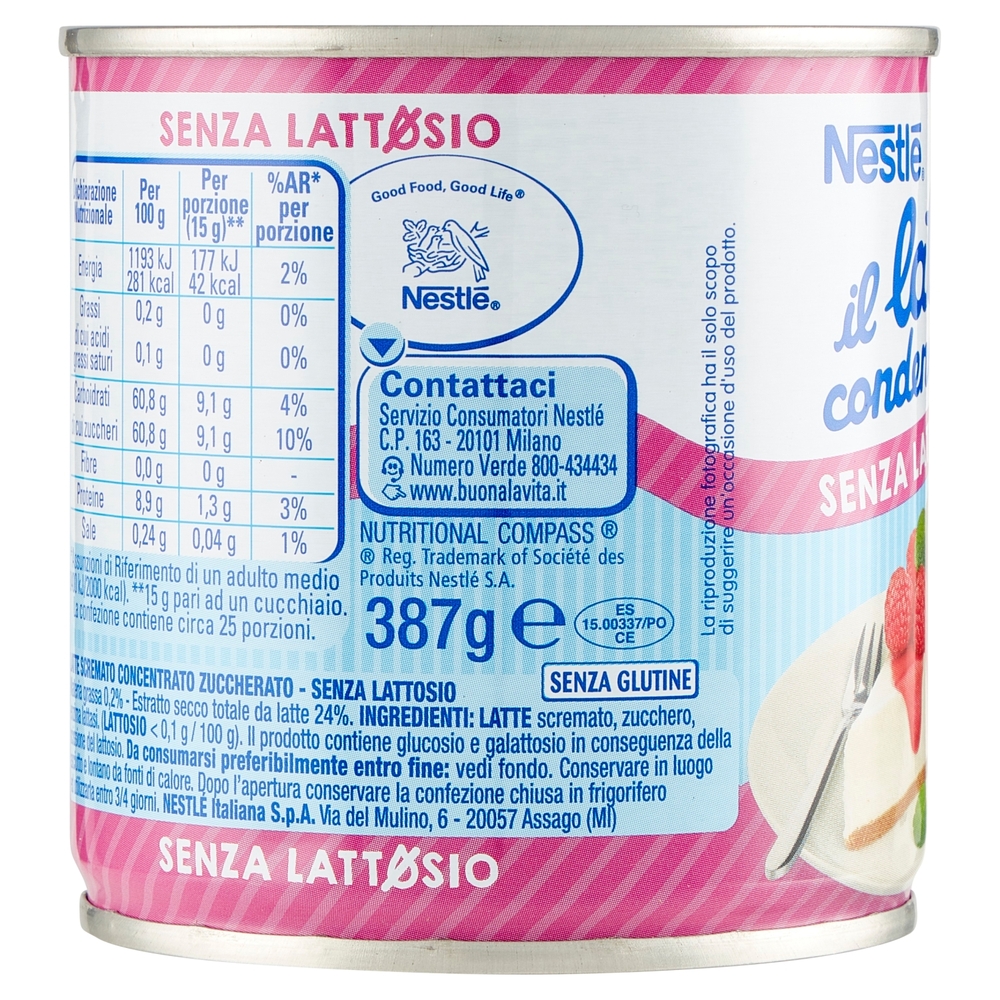 SENZA LATTOSIO
Nutrizionale
Per
100 g
Per
porzione
(15 g)**
%AR*
per
porzione
Energia
1193 kJ
281 kcal
177 kJ
42 kcal
2%
Grassi
0,2 g
0 g
0%
di cui acidi
grassi saturi
0,1 g
0 g
0%
Carboidrati
60,8 g
9,1 g
4%
di cui zuccheri
60,8 g
9,1 g
10%
Fibre
0,0 g
0 g
-
Proteine
8,9 g
1,3 g
3%
Sale
0,24 g
0,04 g
1%
di Riferimento di un adulto medio
2000 kcal). **15 g pari ad un cucchiaio.
confezione contiene circa 25 porzioni.
Good Food, Good Life®
Nestlé®
Contattaci
Servizio Consumatori Nestlé
C.P. 163 - 20101 Milano
Numero Verde 800-434434
www.buonalavita.it
NUTRITIONAL COMPASS ®
® Reg. Trademark of Société des
Produits Nestlé S.A.
387g e
ES
15.00337/PO
CE
SENZA GLUTINE
SCREMATO CONCENTRATO ZUCCHERATO - SENZA LATTOSIO
grassa 0,2% - Estratto secco totale da latte 24%. INGREDIENTI: LATTE scremato, zucchero,
lattasi. (LATTOSIO < 0,1 g / 100 g). Il prodotto contiene glucosio e galattosio in conseguenza della
del lattosio. Da consumarsi preferibilmente entro fine: vedi fondo. Conservare in luogo
e lontano da fonti di calore. Dopo l'apertura conservare la confezione chiusa in frigorifero
entro 3/4 giorni. NESTLÉ Italiana S.p.A. Via del Mulino, 6 - 20057 Assago (MI)
SENZA LATTOSIO
La riproduzione fotografica ha il solo scopo
di suggerire un'occasione d'uso del prodotto.
Nestlé
il
SENZA